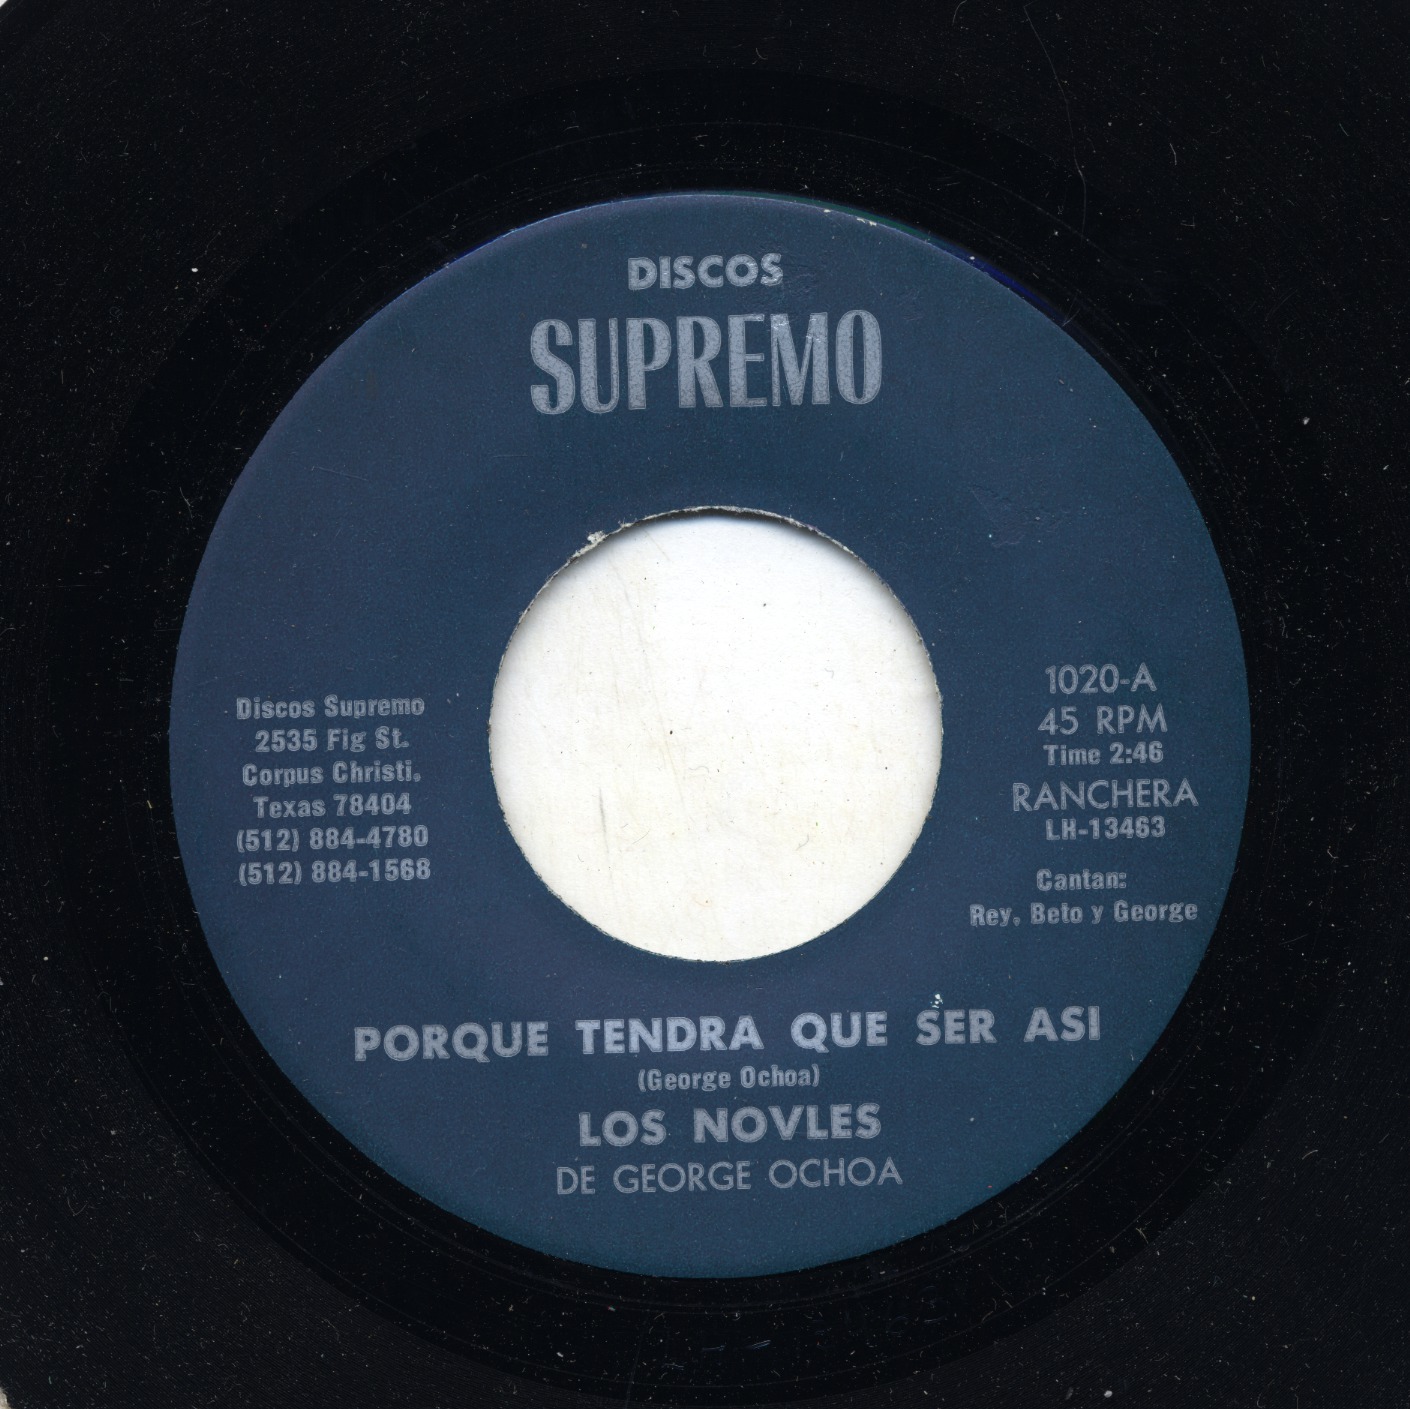 DISCOS
SUPREMO
Discos Supremo
2535 Fig St.
Corpus Christi,
Texas 78404
(512) 884-4780
(512) 884-1568
1020-A
45 RPM
Time 2:46
RANCHERA
LH-13463
Cantan:
Rey, Beto y George
PORQUE TENDRA QUE SER ASI
(George Ochoa)
LOS NOVLES
DE GEORGE OCHOA